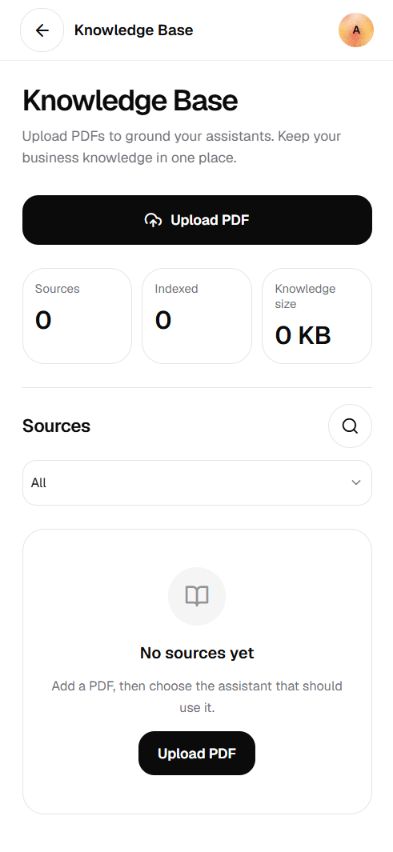 Knowledge Base
A
Knowledge Base
Upload PDFs to ground your assistants. Keep your
business knowledge in one place.
Upload PDF
Sources
0
Indexed
0
Knowledge
size
0 KB
Sources
All
No sources yet
Add a PDF, then choose the assistant that should
use it.
Upload PDF